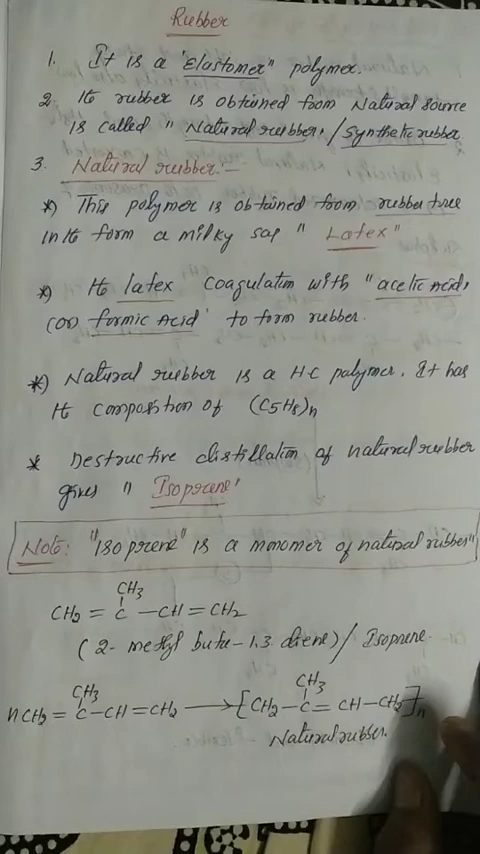 Rubber
1. It is a "Elastomer" polymer.
2. The rubber is obtained from Natural source
is called "Natural rubber, / Synthetic rubber
3. Natural rubber:-
*) This polymer is obtained from rubber tree
in the form a milky sap "Latex"
*) The latex coagulation with "acetic Acid,
(or) formic Acid' to form rubber.
*) Natural rubber is a H.C polymer. It has
the composition of (C5H8)n
* Destructive distillation of natural rubber
gives "Isoprene"
Note: "Isoprene" is a monomer of natural rubber"
CH3
CH2 = C - CH = CH2
(2- methyl buta-1.3. diene) / Isoprene.
CH3 CH3
nCH2 = C - CH = CH2 → [CH2 - C = CH - CH2]n
Natural rubber.